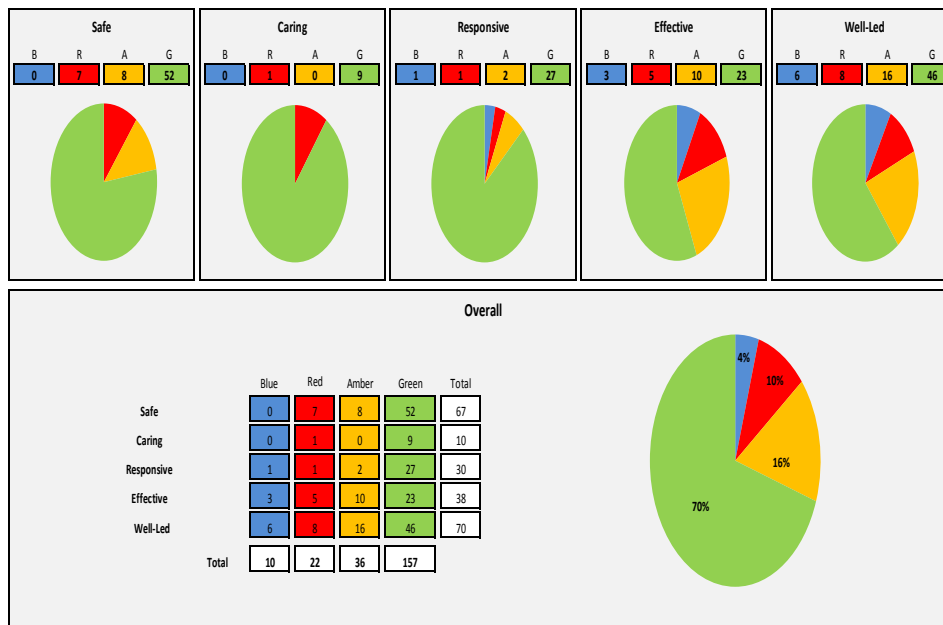 Safe Caring Responsive Effective Well-Led
B R A G B R A G B R A G B R A G B R A G
0 7 8 52 0 1 0 9 1 1 2 27 3 5 10 23 6 8 16 46
Overall
Blue Red Amber Green Total
Safe 0 7 8 52 67
Caring 0 1 0 9 10
Responsive 1 1 2 27 30
Effective 3 5 10 23 38
Well-Led 6 8 16 46 70
Total 10 22 36 157
4%
10%
16%
70%